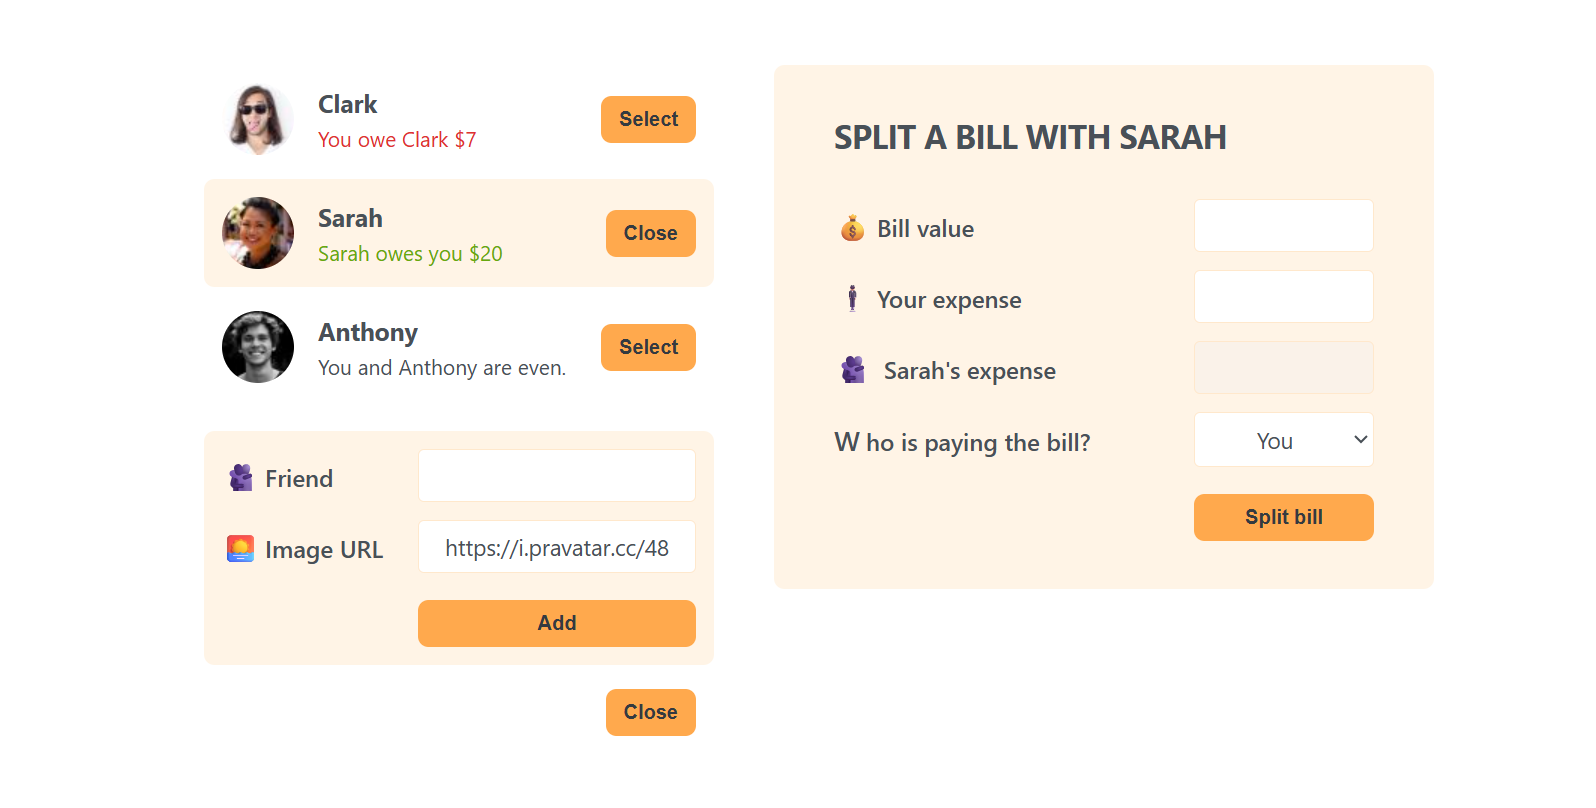 Clark
You owe Clark $7
Select
Sarah
Sarah owes you $20
Close
Anthony
You and Anthony are even.
Select
Friend
Image URL
https://i.pravatar.cc/48
Add
Close
SPLIT A BILL WITH SARAH
Bill value
Your expense
Sarah's expense
W ho is paying the bill?
You
Split bill